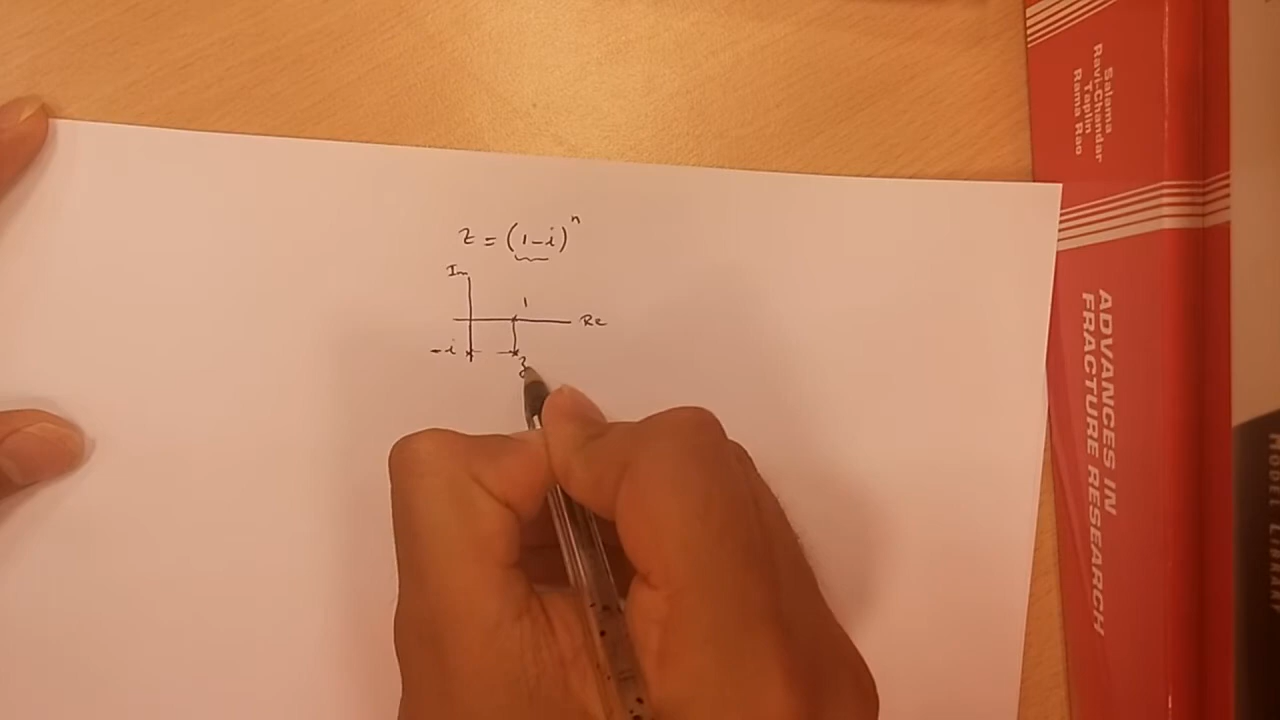 z = (1-i)^n
Im
1
Re
-i
Salama
Ravi-Chandar
Taplin
Rama Rao
ADVANCES IN
FRACTURE RESEARCH